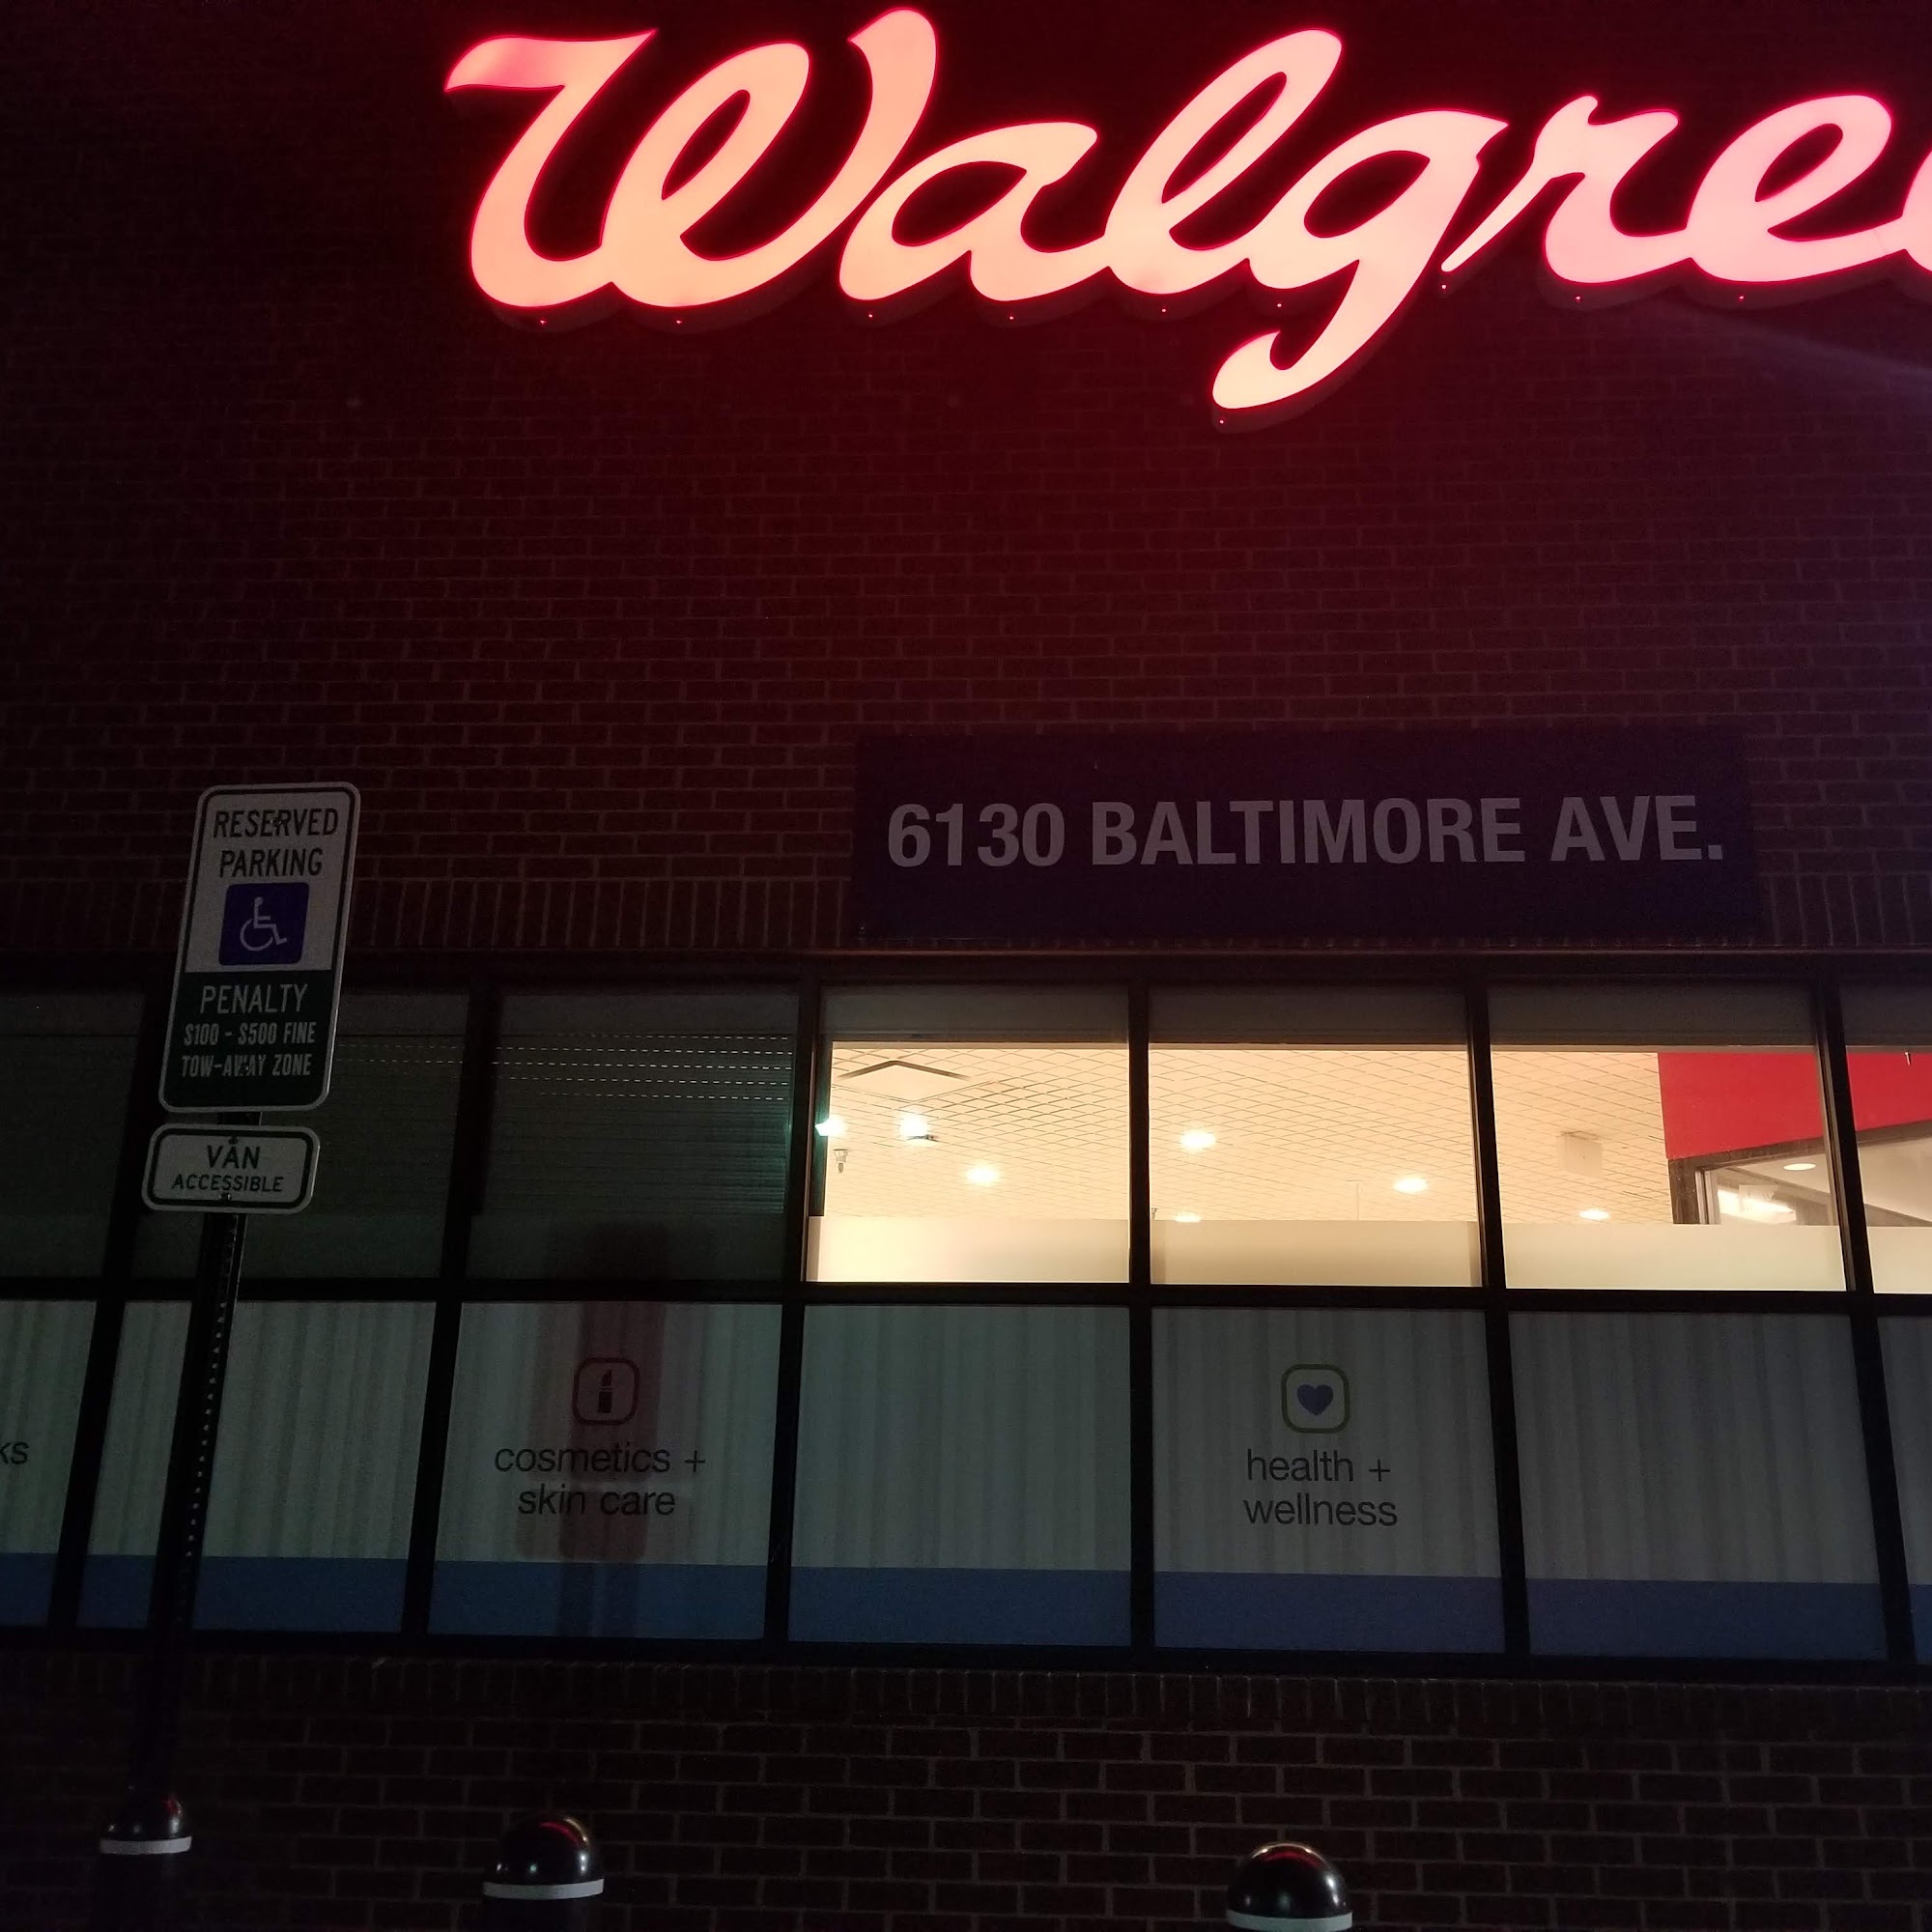 Walgree
6130 BALTIMORE AVE.
RESERVED
PARKING
PENALTY
$100 - $500 FINE
TOW-AWAY ZONE
VAN
ACCESSIBLE
ks
cosmetics +
skin care
health +
wellness